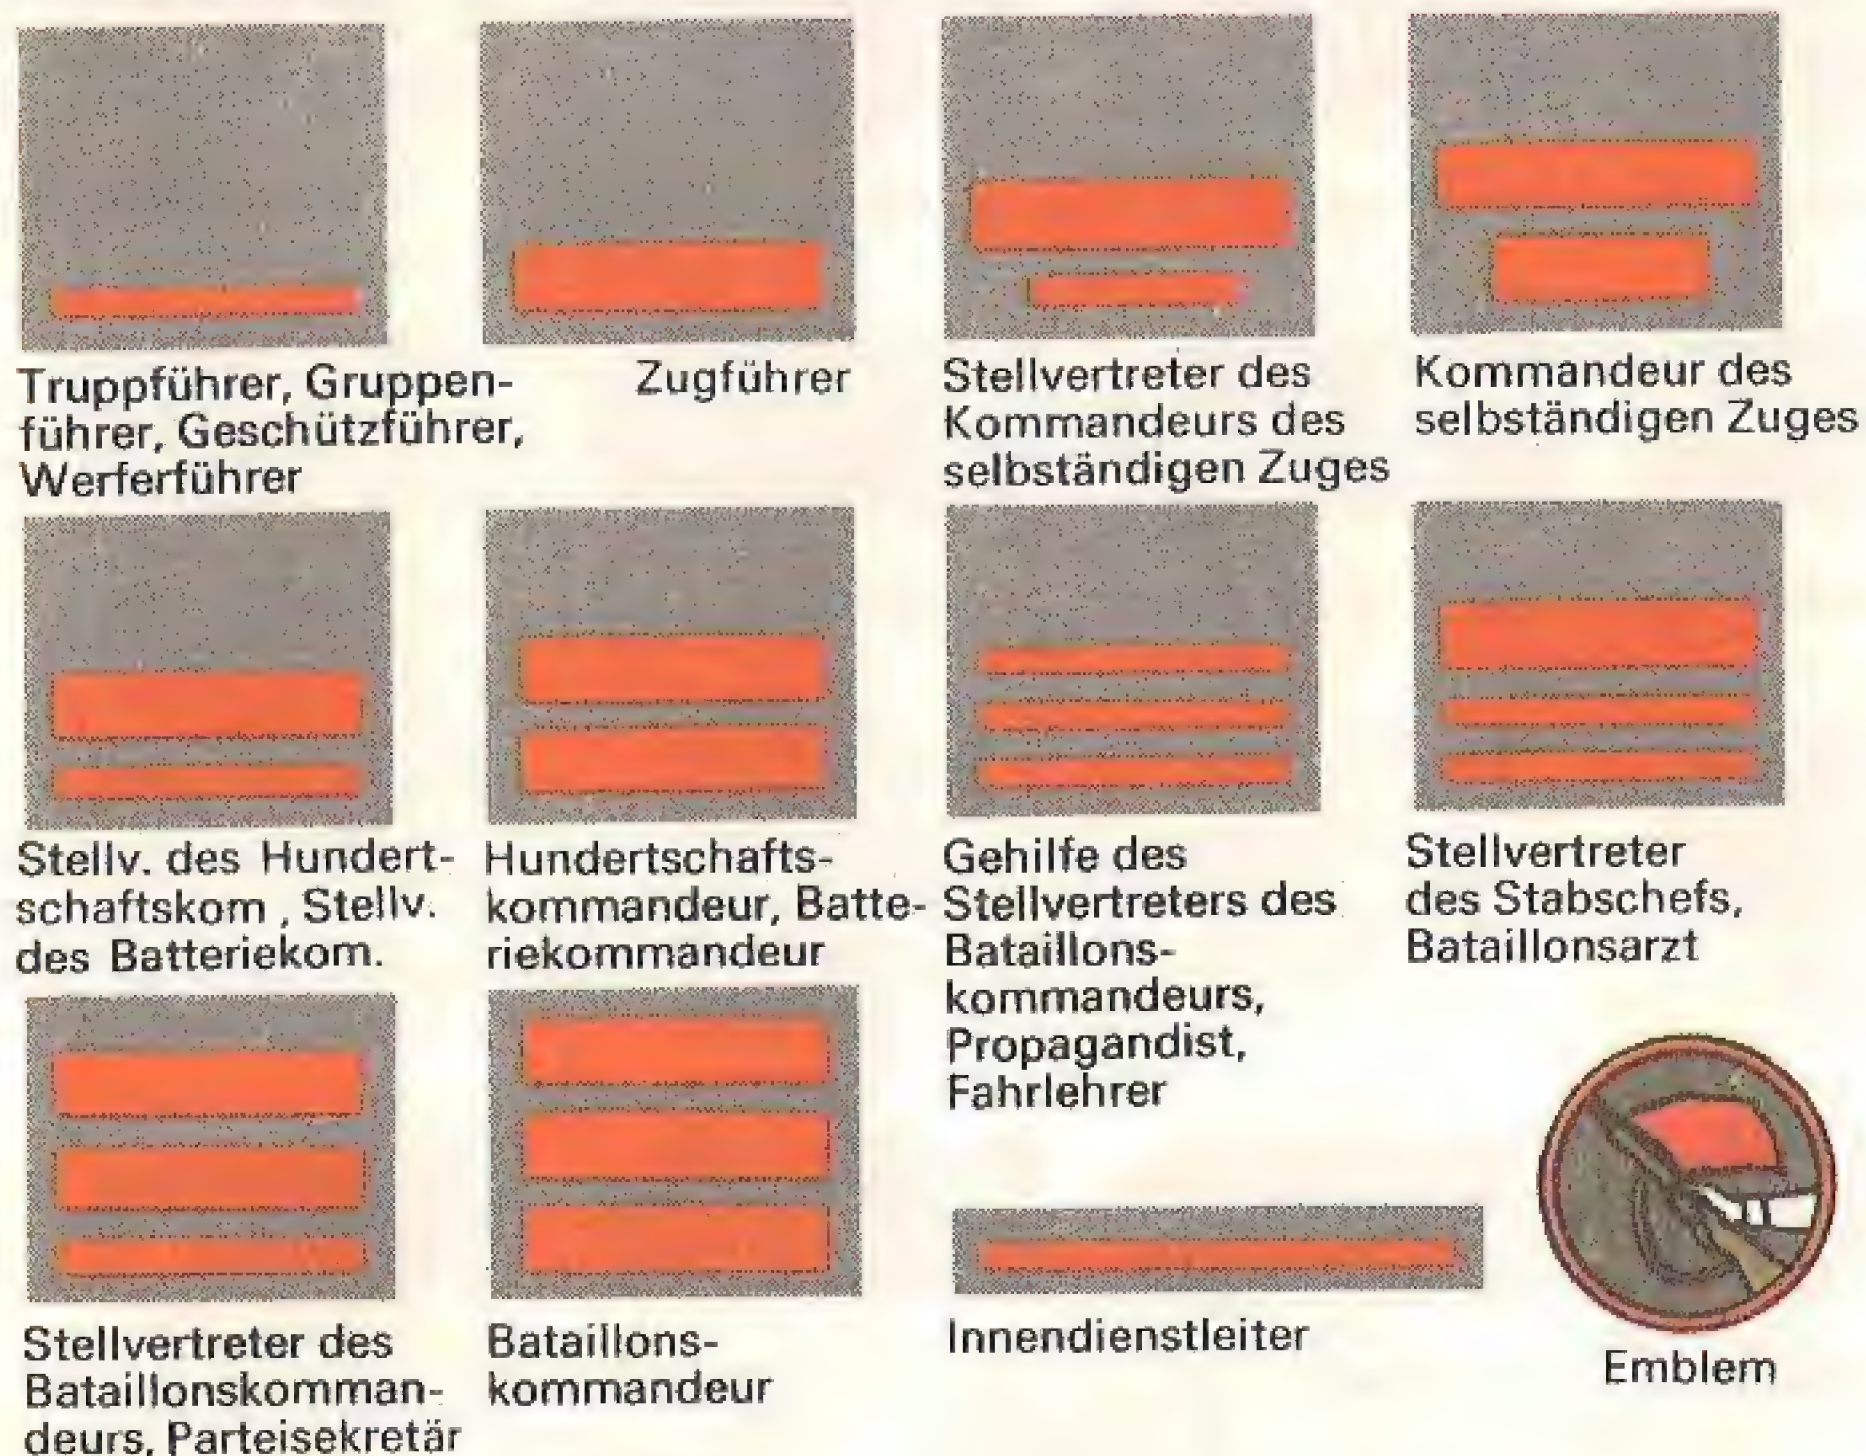 Truppführer, Gruppen-
führer, Geschützführer,
Werferführer
Zugführer
Stellvertreter des
Kommandeurs des
selbständigen Zuges
Kommandeur des
selbständigen Zuges
Stellv. des Hundert-
schaftskom., Stellv.
des Batteriekom.
Hundertschafts-
kommandeur, Batte-
riekommandeur
Gehilfe des
Stellvertreters des
Bataillons-
kommandeurs,
Propagandist,
Fahrlehrer
Stellvertreter
des Stabschefs,
Bataillonsarzt
Stellvertreter des
Bataillonskomman-
deurs, Parteisekretär
Bataillons-
kommandeur
Innendienstleiter
Emblem